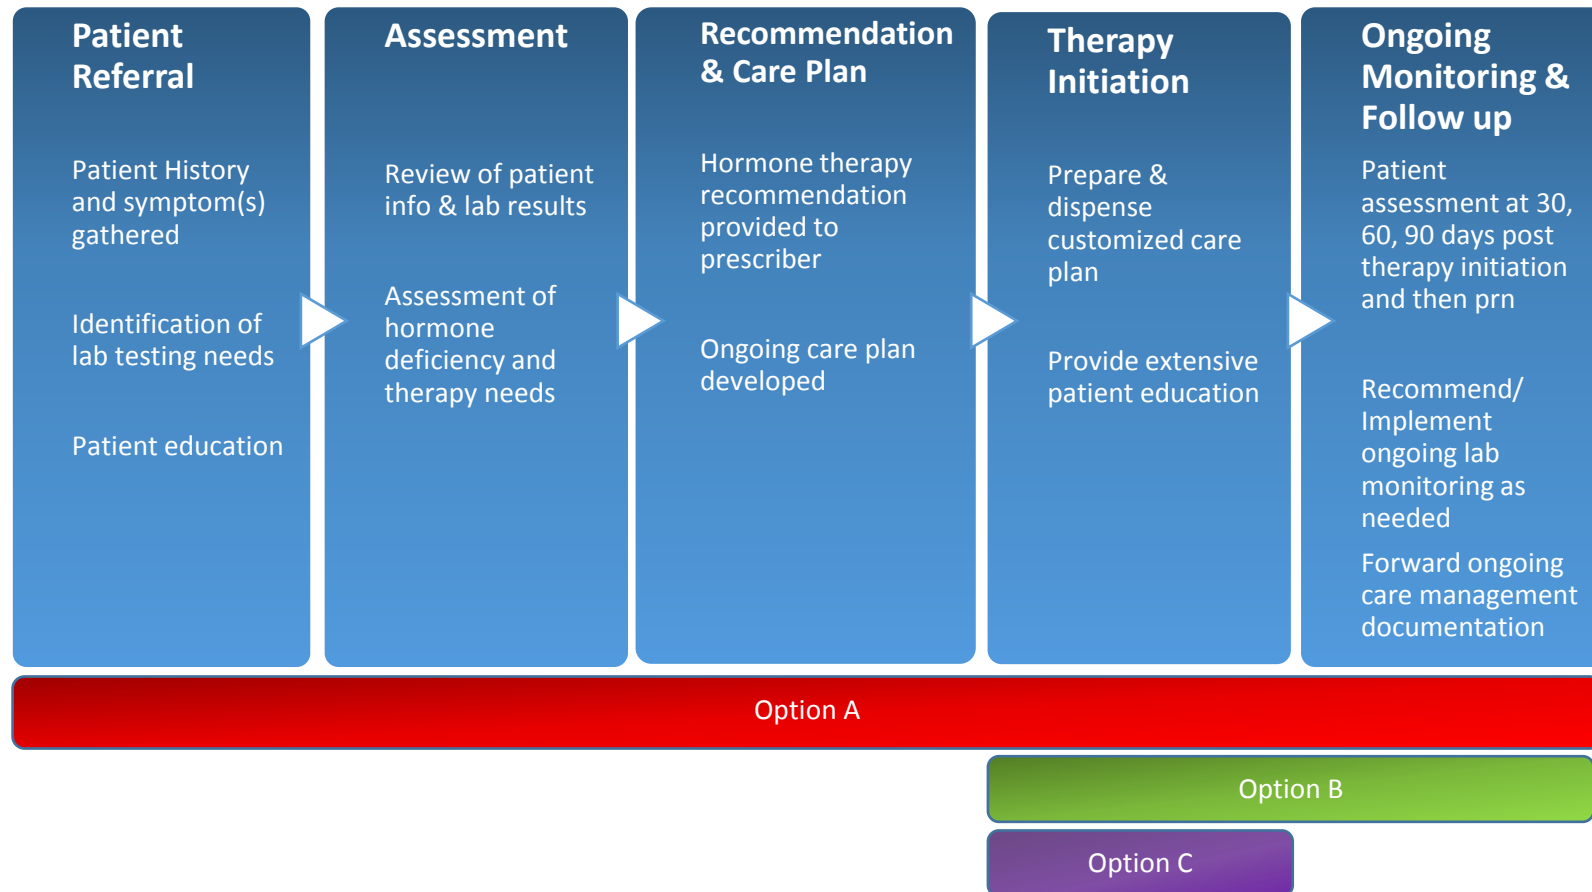 Patient
Referral
Patient History
and symptom(s)
gathered
Identification of
lab testing needs
Patient education
Assessment
Review of patient
info & lab results
Assessment of
hormone
deficiency and
therapy needs
Recommendation
& Care Plan
Hormone therapy
recommendation
provided to
prescriber
Ongoing care plan
developed
Therapy
Initiation
Prepare &
dispense
customized care
plan
Provide extensive
patient education
Ongoing
Monitoring &
Follow up
Patient
assessment at 30,
60, 90 days post
therapy initiation
and then prn
Recommend/
Implement
ongoing lab
monitoring as
needed
Forward ongoing
care management
documentation
Option A
Option B
Option C